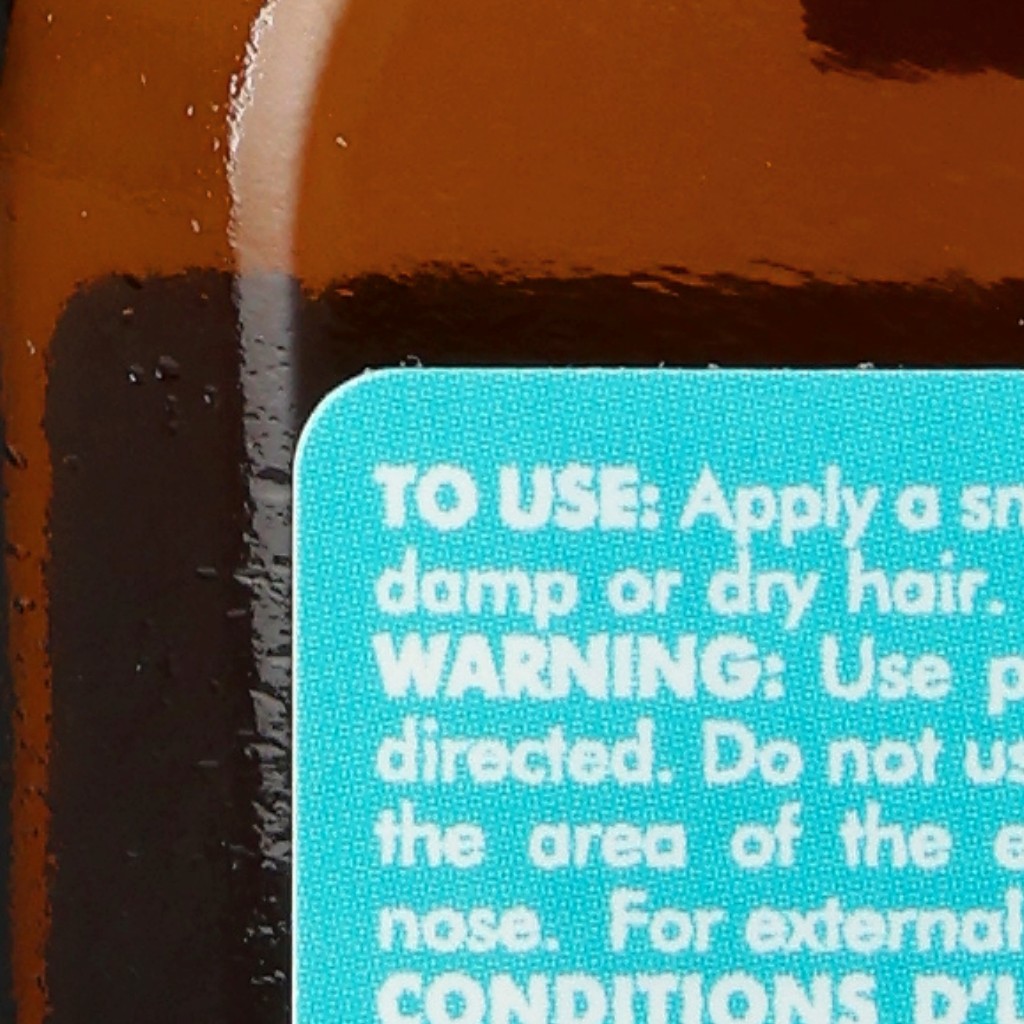 TO USE: Apply a
damp or dry hair.
WARNING: Use
directed. Do not
the area of the
nose. For external
CONDITIONS